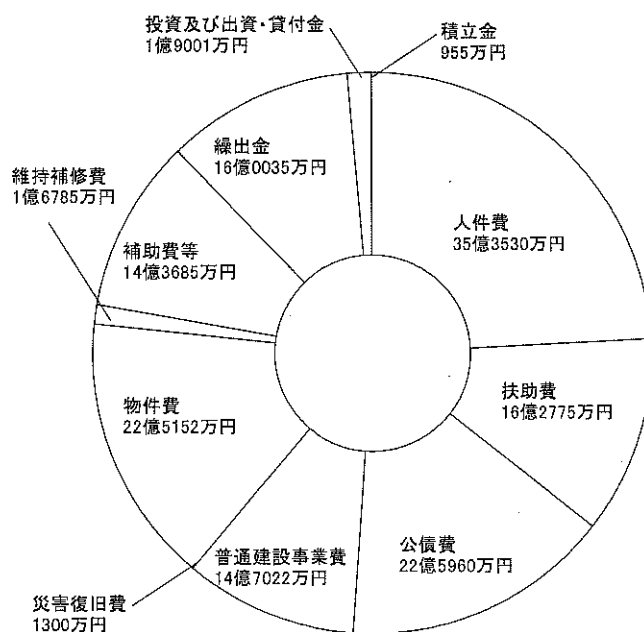 投資及び出資・貸付金
1億9001万円
積立金
955万円
繰出金
16億0035万円
維持補修費
1億6785万円
人件費
35億3530万円
補助費等
14億3685万円
扶助費
16億2775万円
物件費
22億5152万円
公債費
22億5960万円
普通建設事業費
14億7022万円
災害復旧費
1300万円